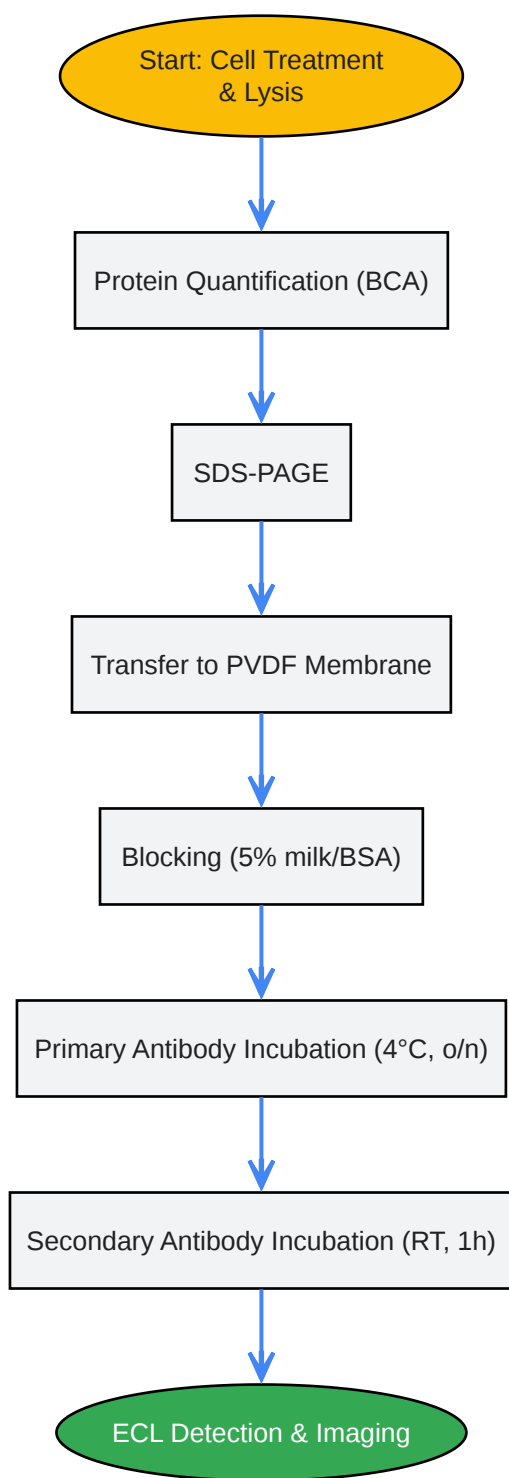 Start: Cell Treatment
& Lysis
Protein Quantification (BCA)
SDS-PAGE
Transfer to PVDF Membrane
Blocking (5% milk/BSA)
Primary Antibody Incubation (4°C, o/n)
Secondary Antibody Incubation (RT, 1h)
ECL Detection & Imaging